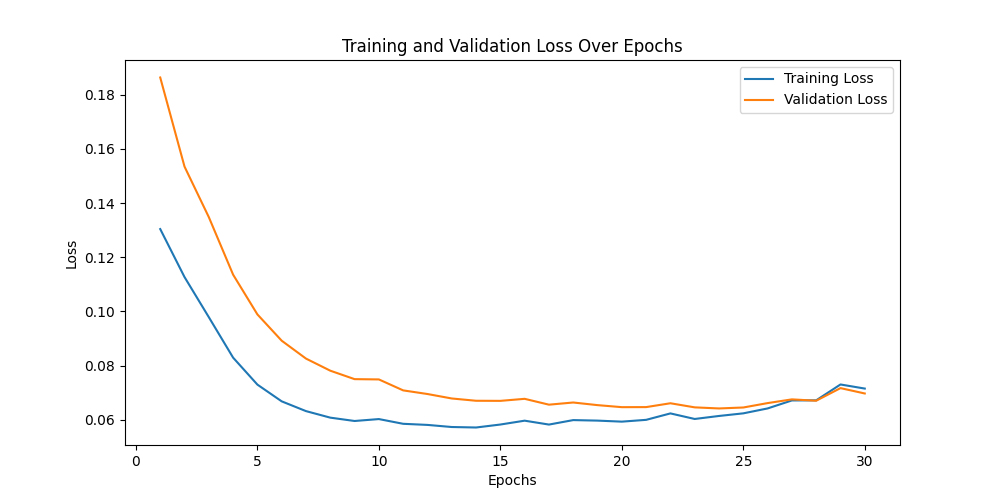 Training and Validation Loss Over Epochs
Training Loss
Validation Loss
Loss
0.18
0.16
0.14
0.12
0.10
0.08
0.06
0 5 10 15 20 25 30
Epochs